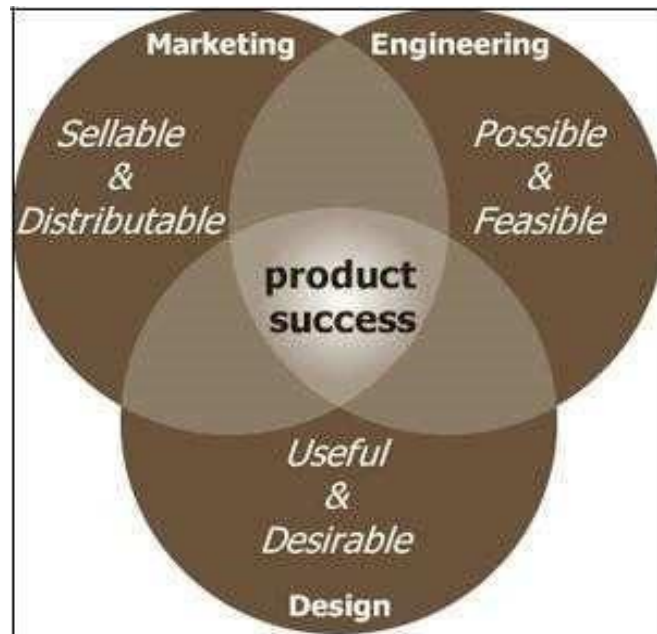 Marketing
Engineering
Sellable
&
Distributable
Possible
&
Feasible
product
success
Useful
&
Desirable
Design